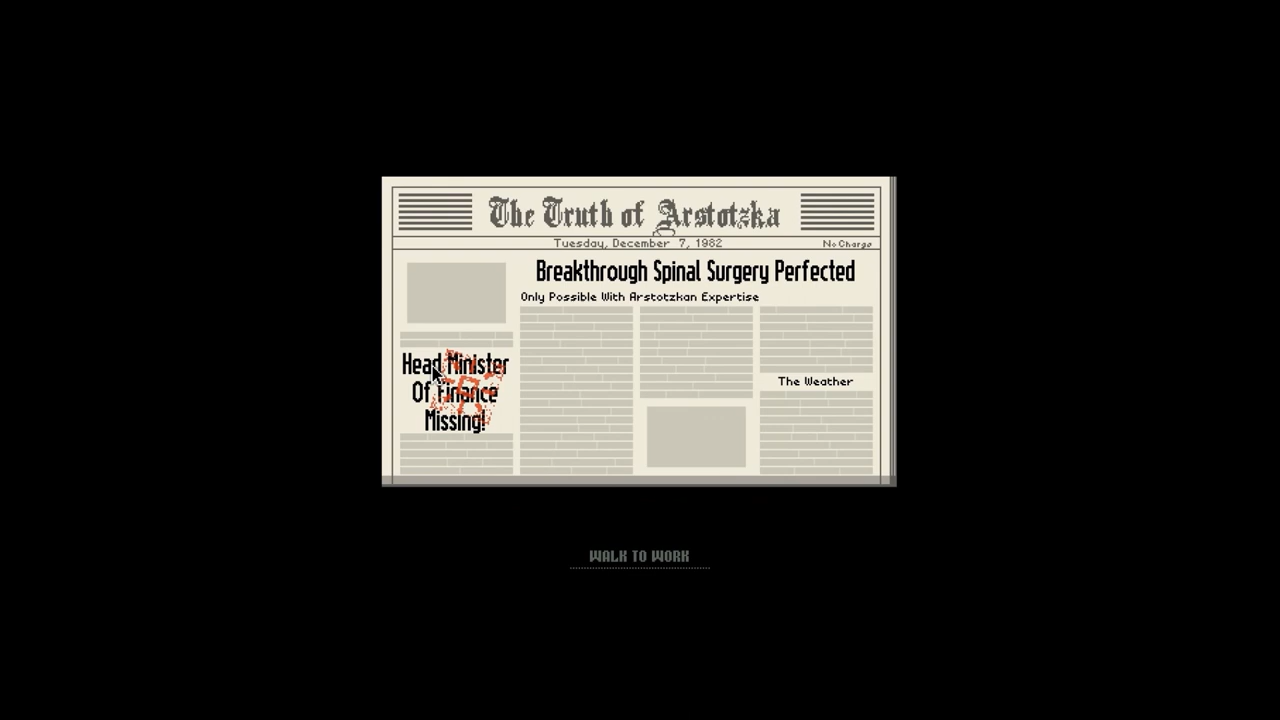 The Truth of Arstotzka
Tuesday, December 7, 1982
No Charge
Breakthrough Spinal Surgery Perfected
Only Possible With Arstotzkan Expertise
Head Minister
Of Finance
Missing!
The Weather
WALK TO WORK